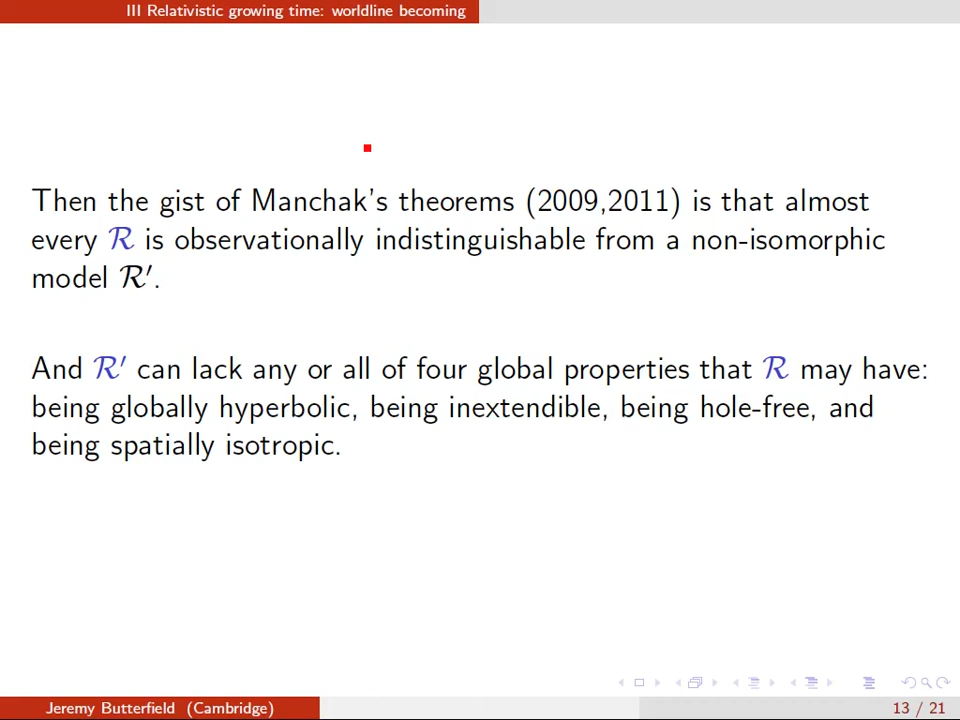 III Relativistic growing time: worldline becoming
Then the gist of Manchak's theorems (2009,2011) is that almost
every ℛ is observationally indistinguishable from a non-isomorphic
model ℛ′.
And ℛ′ can lack any or all of four global properties that ℛ may have:
being globally hyperbolic, being inextendible, being hole-free, and
being spatially isotropic.
Jeremy Butterfield (Cambridge)
13 / 21